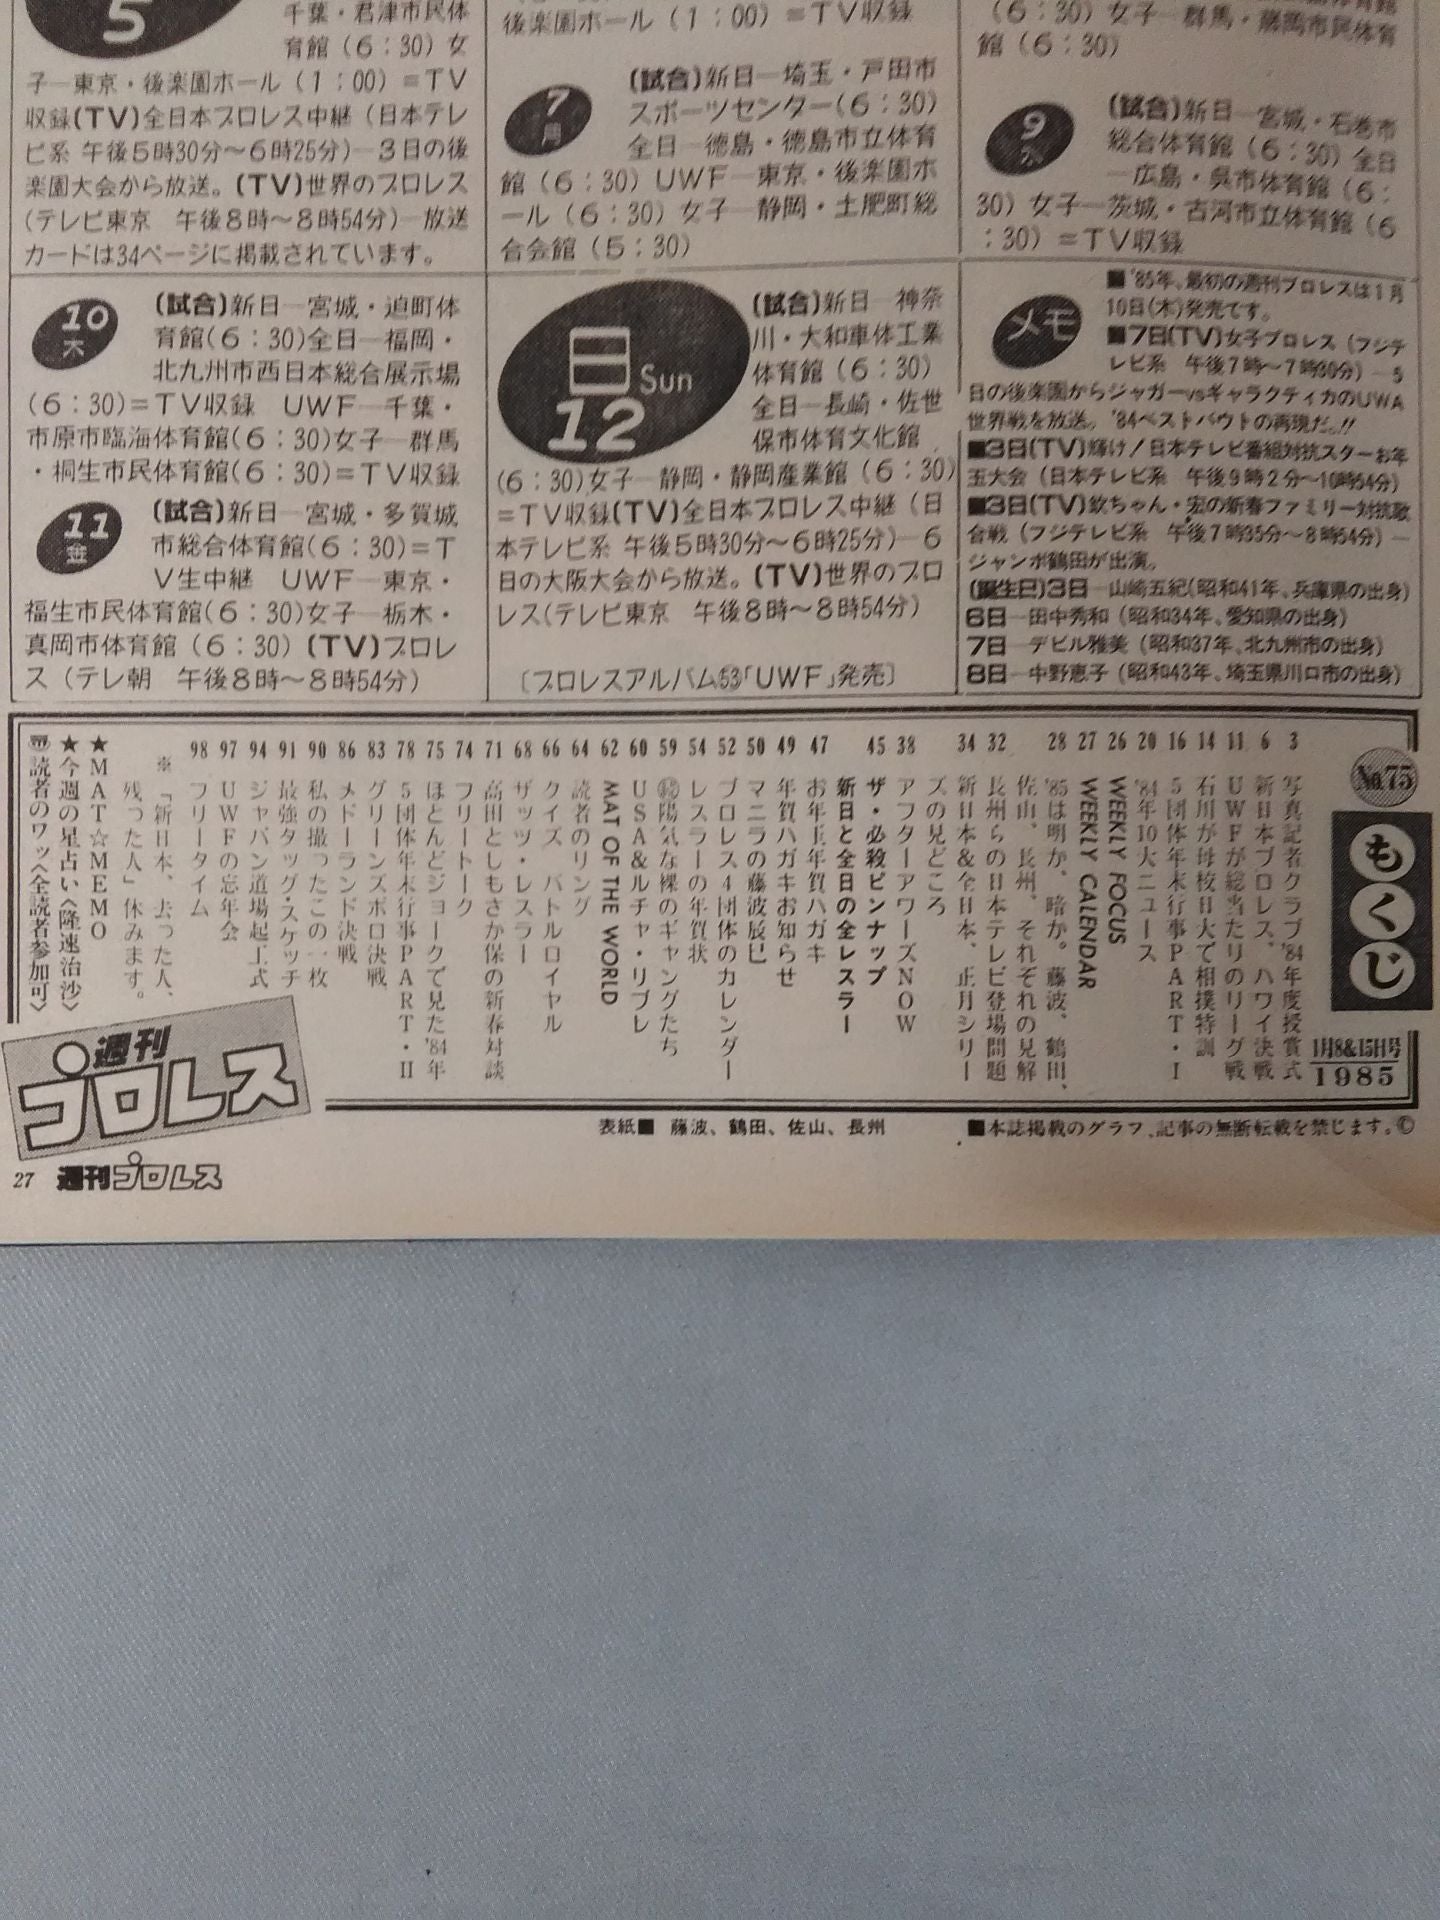 5
千葉・君津市民体
育館（6：30）女
子―東京・後楽園ホール（1：00）＝TV
収録〔TV〕全日本プロレス中継（日本テレ
ビ系 午後5時30分〜6時25分）―3日の後
楽園大会から放送。〔TV〕世界のプロレス
（テレビ東京　午後8時〜8時54分）―放送
カードは34ページに掲載されています。
後楽園ホール（1：00）＝TV収録
7
月
〔試合〕新日―埼玉・戸田市
スポーツセンター（6：30）
全日―徳島・徳島市立体育
館（6：30）UWF―東京・後楽園ホ
ール（6：30）女子―静岡・土肥町総
合会館（5：30）
女子―群馬・藤岡市民体育
館（6：30）
9
水
〔試合〕新日―宮城・石巻市
総合体育館（6：30）全日
―広島・呉市体育館（6：
30）女子―茨城・古河市立体育館（6
：30）＝TV収録
10
木
〔試合〕新日―宮城・迫町体
育館（6：30）全日―福岡・
北九州市西日本総合展示場
（6：30）＝TV収録　UWF―千葉・
市原市臨海体育館（6：30）女子―群馬
・桐生市民体育館（6：30）＝TV収録
11
金
〔試合〕新日―宮城・多賀城
市総合体育館（6：30）＝T
V生中継　UWF―東京・
福生市民体育館（6：30）女子―栃木・
真岡市体育館（6：30）〔TV〕プロレ
ス（テレ朝　午後8時〜8時54分）
日Sun
12
〔試合〕新日―神奈
川・大和車体工業
体育館（6：30）
全日―長崎・佐世
保市体育文化館
（6：30）女子―静岡・静岡産業館（6：30）
＝TV収録〔TV〕全日本プロレス中継（日
本テレビ系 午後5時30分〜6時25分）―6
日の大阪大会から放送。〔TV〕世界のプロ
レス（テレビ東京　午後8時〜8時54分）
〔プロレスアルバム53「UWF」発売〕
メモ
■'85年、最初の週刊プロレスは1月
10日（木）発売です。
■7日〔TV〕女子プロレス（フジテ
レビ系　午後7時〜7時30分）―5
日の後楽園からジャガーvsギャラクティカのUWA
世界戦を放送。'84ベストバウトの再現だ。!!
■3日〔TV〕輝け！日本テレビ番組対抗スターお年
玉大会（日本テレビ系　午後9時2分〜10時54分）
■3日〔TV〕欽ちゃん・宏の新春ファミリー対抗歌
合戦（フジテレビ系　午後7時35分〜8時54分）―
ジャンボ鶴田が出演。
〔誕生日〕3日―山崎五紀（昭和41年、兵庫県の出身）
6日―田中秀和（昭和34年、愛知県の出身）
7日―デビル雅美（昭和37年、北九州市の出身）
8日―中野恵子（昭和43年、埼玉県川口市の出身）
No.75
もくじ
1月8&15日号
1985
3 写真記者クラブ'84年度授賞式
6 新日本プロレス、ハワイ決戦
11 UWFが総当たりのリーグ戦
14 石川が母校日大で相撲特訓
16 5団体年末行事PART・I
20 '84年10大ニュース
26 WEEKLY FOCUS
27 WEEKLY CALENDAR
28 '85は明か、暗か。藤波、鶴田、
佐山、長州、それぞれの見解
32 長州らの日本テレビ登場問題
34 新日本&全日本、正月シリー
ズの見どころ
38 アフターアワーズNOW
45 ザ・必殺ピンナップ
新日と全日の全レスラー
47 お年玉年賀ハガキ
49 年賀ハガキお知らせ
50 マニラの藤波辰巳
52 プロレス4団体のカレンダー
54 レスラーの年賀状
59 ㊙陽気な裸のギャングたち
60 USA&ルチャ・リブレ
62 MAT OF THE WORLD
64 読者のリング
66 クイズ　バトルロイヤル
68 ザッツ・レスラー
71 高田としもさか保の新春対談
74 フリートーク
75 ほとんどジョークで見た'84年
78 5団体年末行事PART・II
83 グリーンズボロ決戦
86 メドーランド決戦
90 私の撮ったこの一枚
91 最強タッグ・スケッチ
94 ジャパン道場起工式
97 UWFの忘年会
98 フリータイム
※「新日本、去った人、
残った人」休みます。
★MAT☆MEMO
★今週の星占い〈隆速治沙〉
読者のワッ〈全読者参加可〉
週刊
プロレス
表紙■　藤波、鶴田、佐山、長州
■本誌掲載のグラフ、記事の無断転載を禁じます。©
27 週刊プロレス